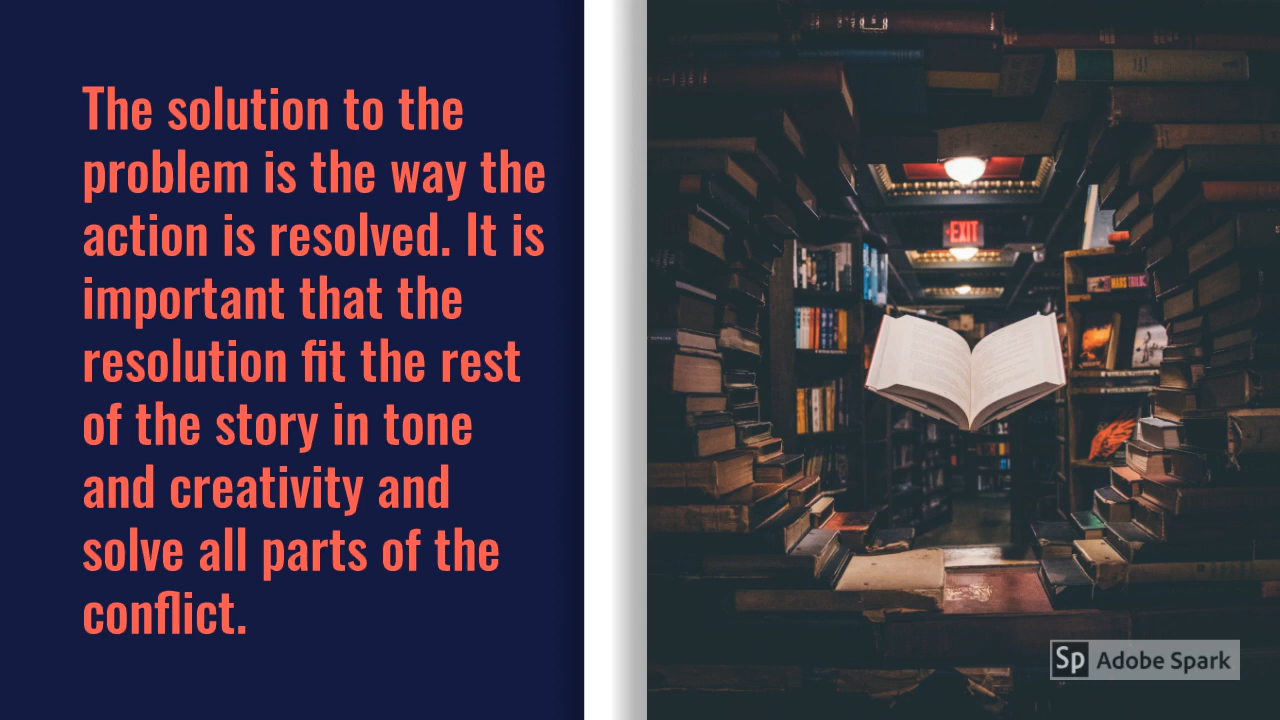 The solution to the
problem is the way the
action is resolved. It is
important that the
resolution fit the rest
of the story in tone
and creativity and
solve all parts of the
conflict.
EXIT
Sp Adobe Spark